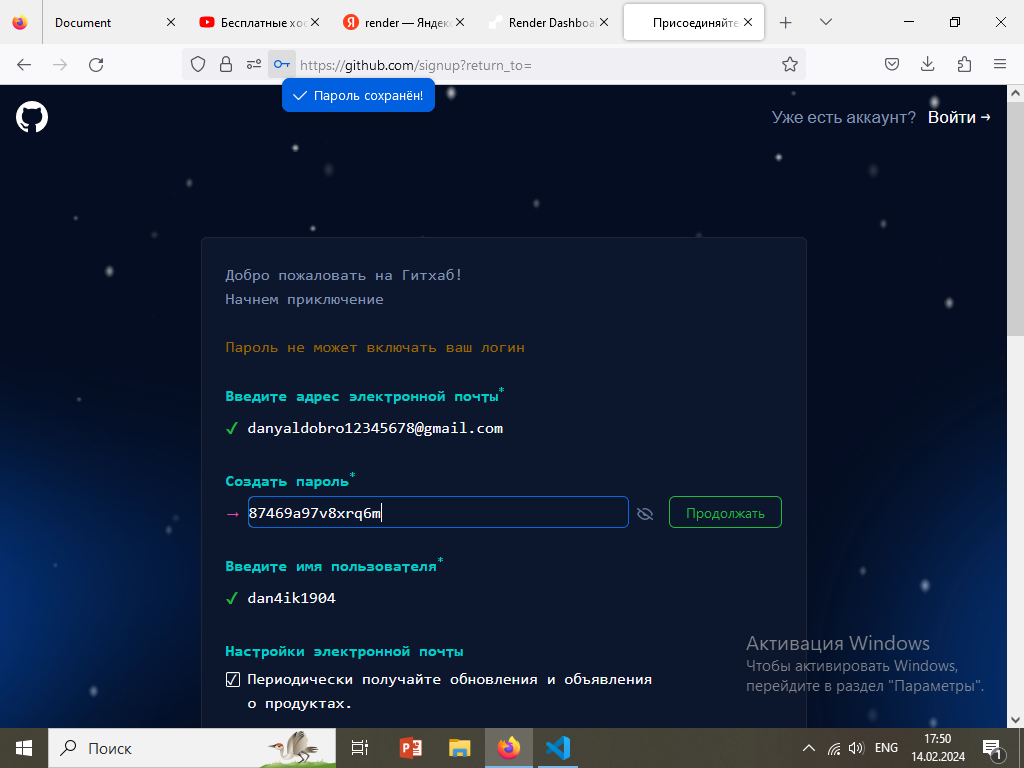 Document
Бесплатные хос
render — Яндекс
Render Dashboa
Присоединяйте
https://github.com/signup?return_to=
Пароль сохранён!
Уже есть аккаунт? Войти →
Добро пожаловать на Гитхаб!
Начнем приключение
Пароль не может включать ваш логин
Введите адрес электронной почты*
✓ danyaldobro12345678@gmail.com
Создать пароль*
→ 87469a97v8xrq6m
Продолжать
Введите имя пользователя*
✓ dan4ik1904
Настройки электронной почты
Периодически получайте обновления и объявления
о продуктах.
Активация Windows
Чтобы активировать Windows,
перейдите в раздел "Параметры".
Поиск
ENG
17:50
14.02.2024
1